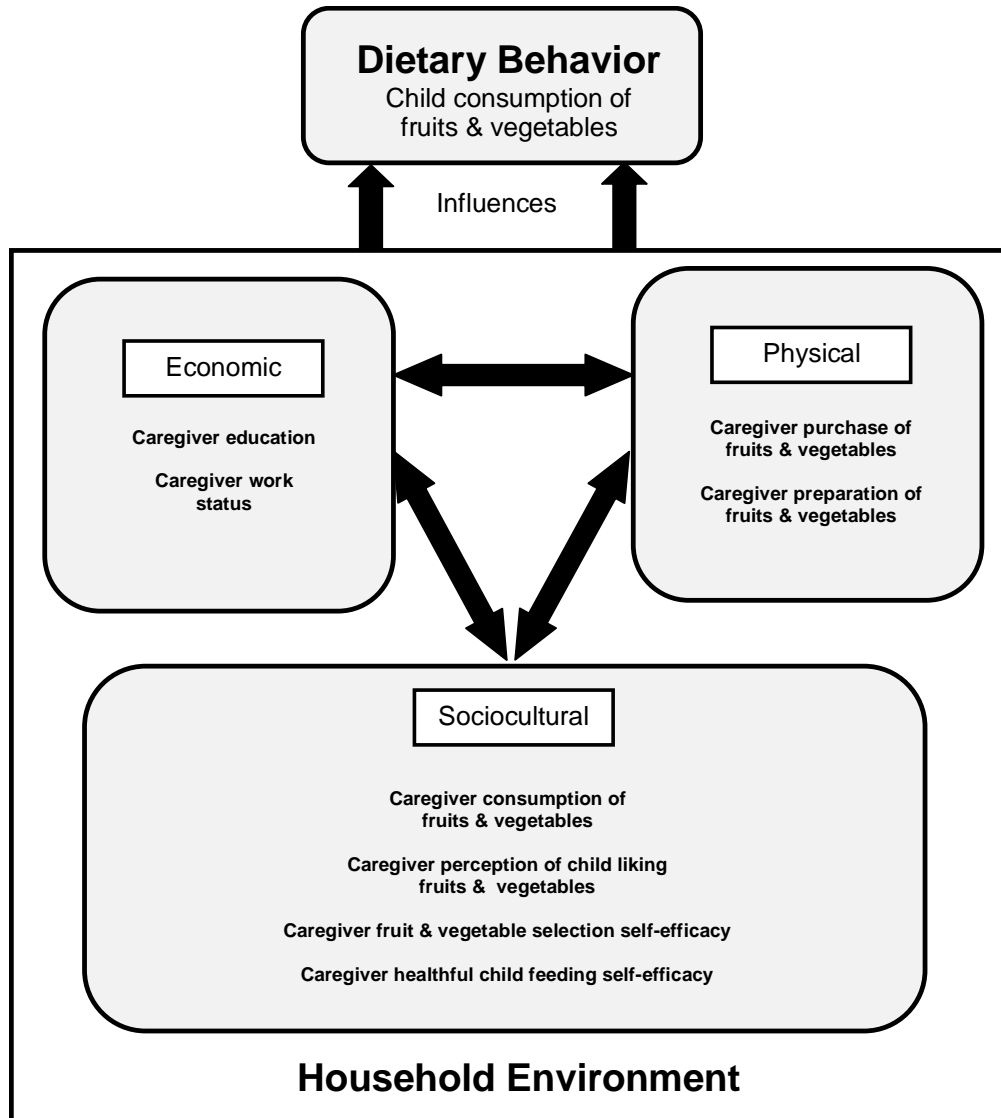 Dietary Behavior
Child consumption of
fruits & vegetables
Influences
Economic
Caregiver education
Caregiver work
status
Physical
Caregiver purchase of
fruits & vegetables
Caregiver preparation of
fruits & vegetables
Sociocultural
Caregiver consumption of
fruits & vegetables
Caregiver perception of child liking
fruits &  vegetables
Caregiver fruit & vegetable selection self-efficacy
Caregiver healthful child feeding self-efficacy
Household Environment